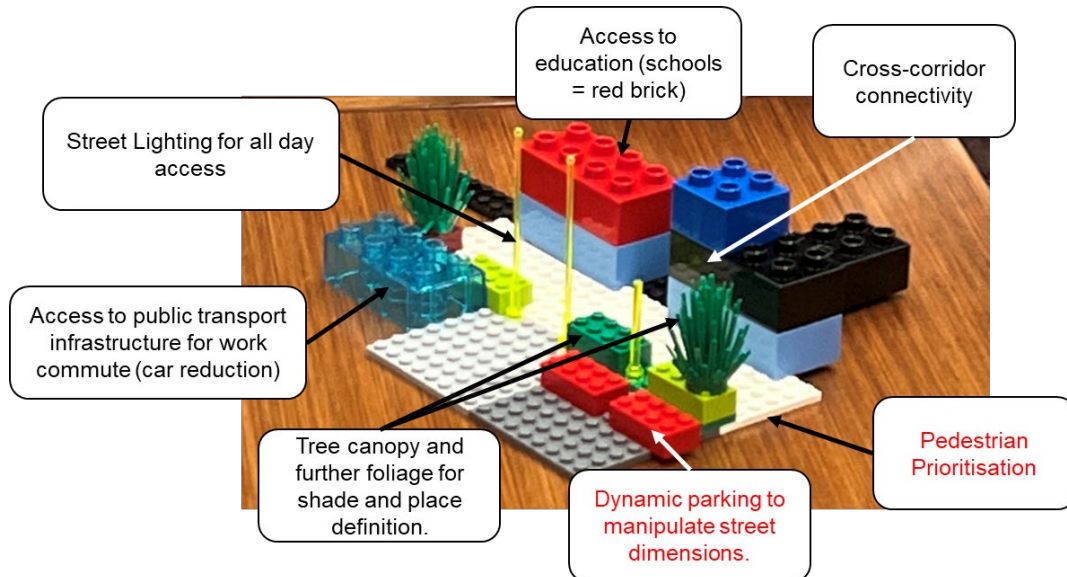 Access to
education (schools
= red brick)
Cross-corridor
connectivity
Street Lighting for all day
access
Access to public transport
infrastructure for work
commute (car reduction)
Tree canopy and
further foliage for
shade and place
definition.
Dynamic parking to
manipulate street
dimensions.
Pedestrian
Prioritisation